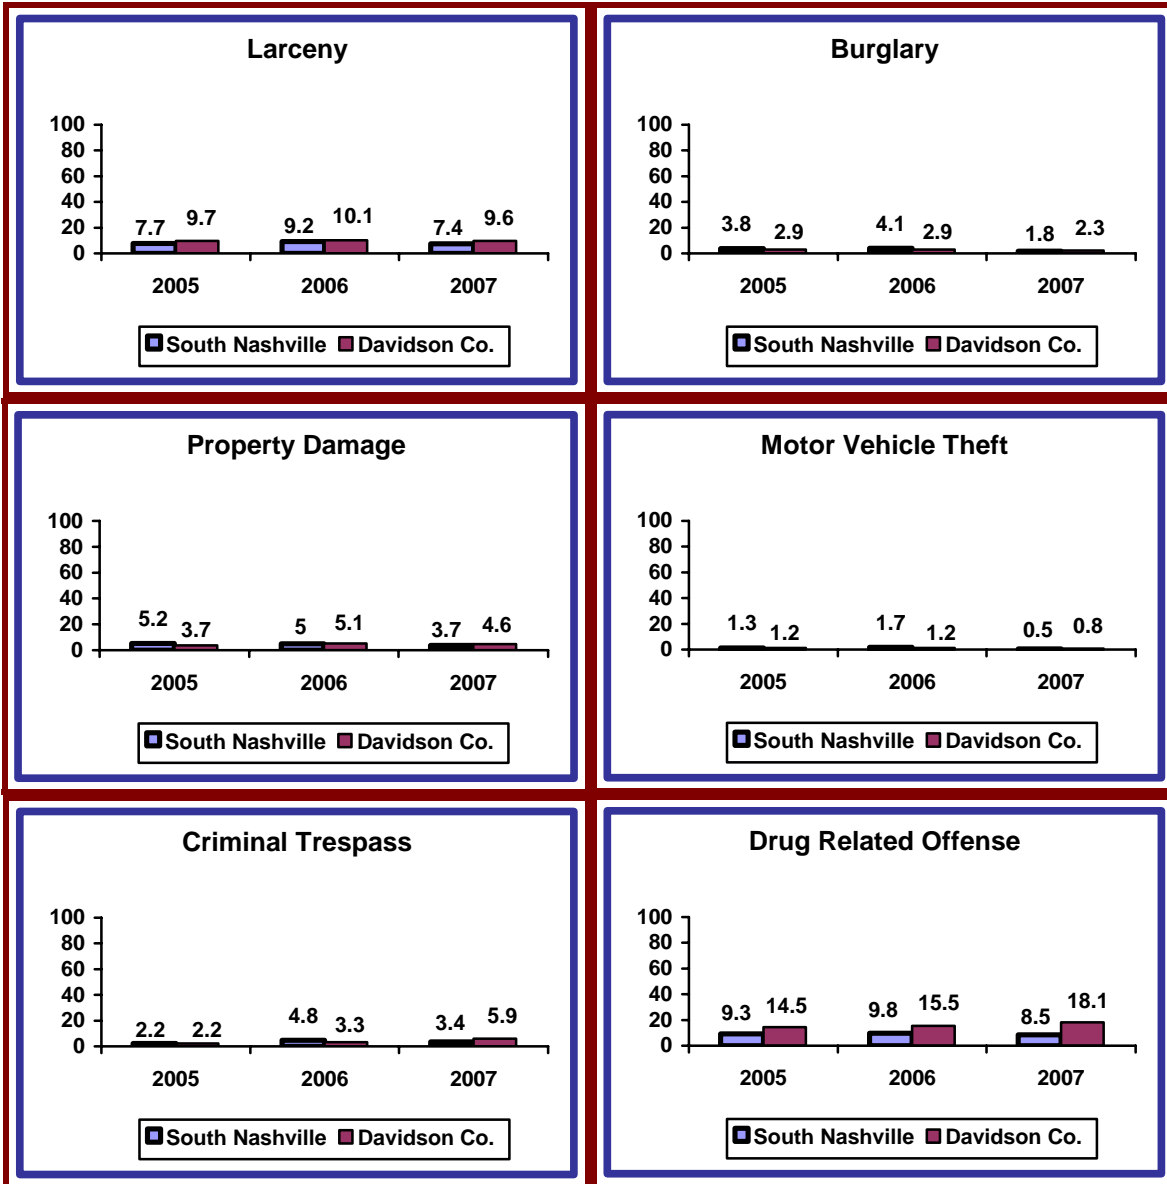 Larceny
100
80
60
40
20
0
7.7 9.7 9.2 10.1 7.4 9.6
2005 2006 2007
South Nashville Davidson Co.
Burglary
100
80
60
40
20
0
3.8 2.9 4.1 2.9 1.8 2.3
2005 2006 2007
South Nashville Davidson Co.
Property Damage
100
80
60
40
20
0
5.2 3.7 5 5.1 3.7 4.6
2005 2006 2007
South Nashville Davidson Co.
Motor Vehicle Theft
100
80
60
40
20
0
1.3 1.2 1.7 1.2 0.5 0.8
2005 2006 2007
South Nashville Davidson Co.
Criminal Trespass
100
80
60
40
20
0
2.2 2.2 4.8 3.3 3.4 5.9
2005 2006 2007
South Nashville Davidson Co.
Drug Related Offense
100
80
60
40
20
0
9.3 14.5 9.8 15.5 8.5 18.1
2005 2006 2007
South Nashville Davidson Co.